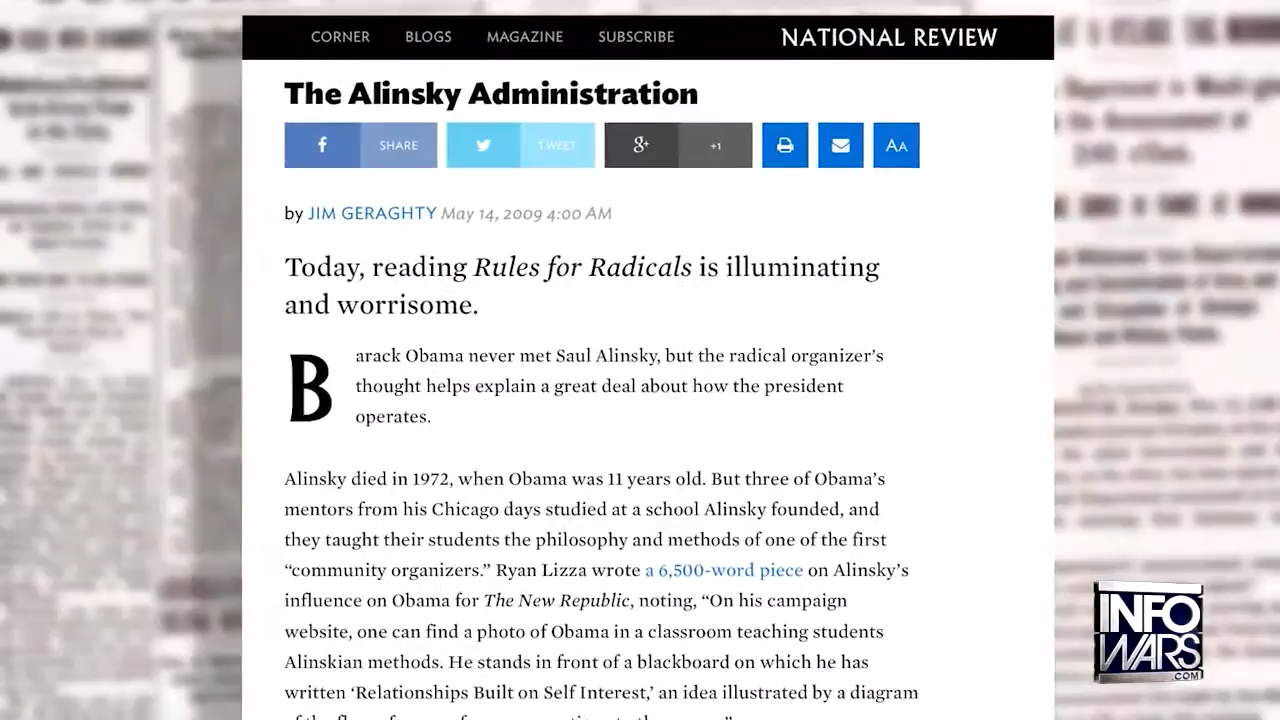 CORNER BLOGS MAGAZINE SUBSCRIBE NATIONAL REVIEW
The Alinsky Administration
f SHARE TWEET g+ +1 AA
by JIM GERAGHTY May 14, 2009 4:00 AM
Today, reading Rules for Radicals is illuminating
and worrisome.
Barack Obama never met Saul Alinsky, but the radical organizer’s
thought helps explain a great deal about how the president
operates.
Alinsky died in 1972, when Obama was 11 years old. But three of Obama’s
mentors from his Chicago days studied at a school Alinsky founded, and
they taught their students the philosophy and methods of one of the first
“community organizers.” Ryan Lizza wrote a 6,500-word piece on Alinsky’s
influence on Obama for The New Republic, noting, “On his campaign
website, one can find a photo of Obama in a classroom teaching students
Alinskian methods. He stands in front of a blackboard on which he has
written ‘Relationships Built on Self Interest,’ an idea illustrated by a diagram
INFO
WARS
.COM